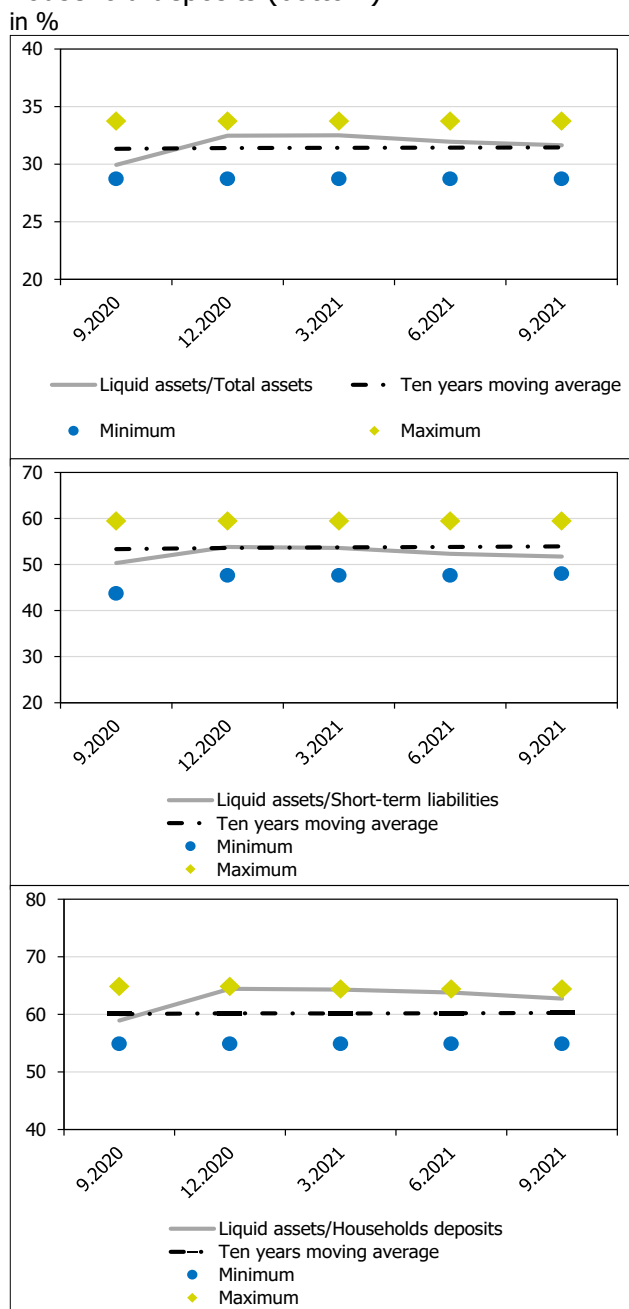 in %
40
35
30
25
20
9.2020
12.2020
3.2021
6.2021
9.2021
Liquid assets/Total assets
Ten years moving average
Minimum
Maximum
70
60
50
40
30
20
9.2020
12.2020
3.2021
6.2021
9.2021
Liquid assets/Short-term liabilities
Ten years moving average
Minimum
Maximum
80
70
60
50
40
9.2020
12.2020
3.2021
6.2021
9.2021
Liquid assets/Households deposits
Ten years moving average
Minimum
Maximum